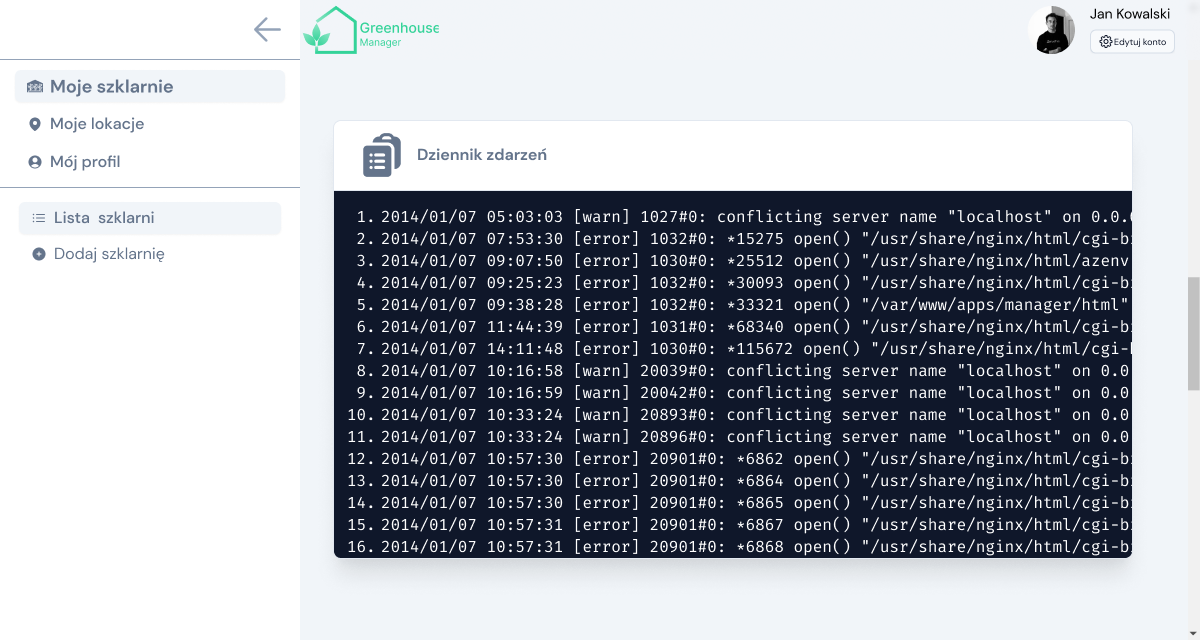 Greenhouse
Manager
Jan Kowalski
Edytuj konto
Moje szklarnie
Moje lokacje
Mój profil
Lista szklarni
Dodaj szklarnię
Dziennik zdarzeń
1. 2014/01/07 05:03:03 [warn] 1027#0: conflicting server name "localhost" on 0.0.
2. 2014/01/07 07:53:30 [error] 1032#0: *15275 open() "/usr/share/nginx/html/cgi-b
3. 2014/01/07 09:07:50 [error] 1030#0: *25512 open() "/usr/share/nginx/html/azenv
4. 2014/01/07 09:25:23 [error] 1032#0: *30093 open() "/usr/share/nginx/html/cgi-b
5. 2014/01/07 09:38:28 [error] 1032#0: *33321 open() "/var/www/apps/manager/html"
6. 2014/01/07 11:44:39 [error] 1031#0: *68340 open() "/usr/share/nginx/html/cgi-b
7. 2014/01/07 14:11:48 [error] 1030#0: *115672 open() "/usr/share/nginx/html/cgi-
8. 2014/01/07 10:16:58 [warn] 20039#0: conflicting server name "localhost" on 0.0
9. 2014/01/07 10:16:59 [warn] 20042#0: conflicting server name "localhost" on 0.0
10. 2014/01/07 10:33:24 [warn] 20893#0: conflicting server name "localhost" on 0.0
11. 2014/01/07 10:33:24 [warn] 20896#0: conflicting server name "localhost" on 0.0
12. 2014/01/07 10:57:30 [error] 20901#0: *6862 open() "/usr/share/nginx/html/cgi-b
13. 2014/01/07 10:57:30 [error] 20901#0: *6864 open() "/usr/share/nginx/html/cgi-b
14. 2014/01/07 10:57:30 [error] 20901#0: *6865 open() "/usr/share/nginx/html/cgi-b
15. 2014/01/07 10:57:31 [error] 20901#0: *6867 open() "/usr/share/nginx/html/cgi-b
16. 2014/01/07 10:57:31 [error] 20901#0: *6868 open() "/usr/share/nginx/html/cgi-b